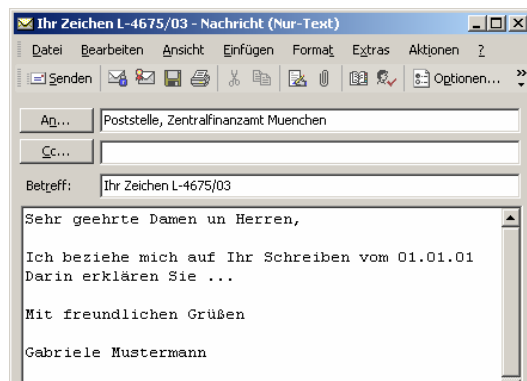 Ihr Zeichen L-4675/03 - Nachricht (Nur-Text)
Datei Bearbeiten Ansicht Einfügen Format Extras Aktionen ?
Senden Optionen... »
An... Poststelle, Zentralfinanzamt Muenchen
Cc...
Betreff: Ihr Zeichen L-4675/03
Sehr geehrte Damen un Herren,
Ich beziehe mich auf Ihr Schreiben vom 01.01.01
Darin erklären Sie ...
Mit freundlichen Grüßen
Gabriele Mustermann